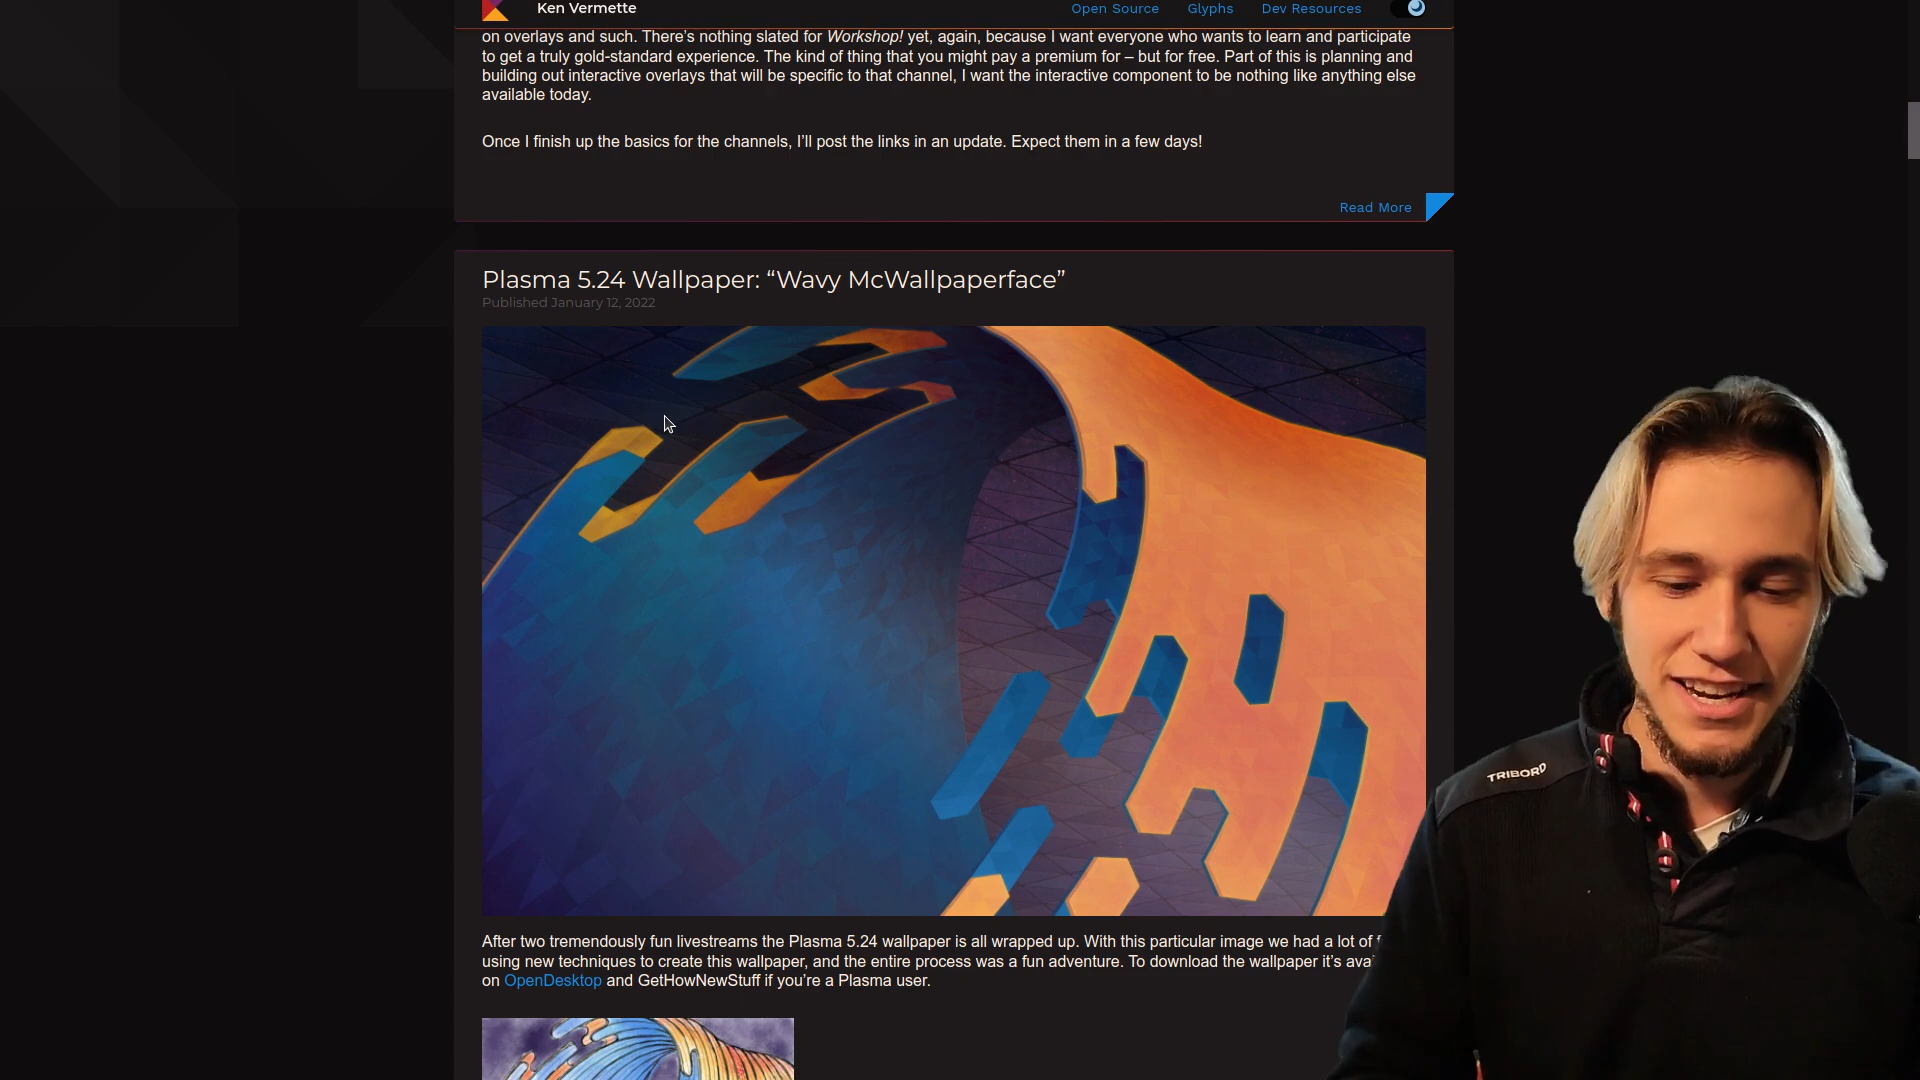 Ken Vermette
Open Source
Glyphs
Dev Resources
on overlays and such. There’s nothing slated for Workshop! yet, again, because I want everyone who wants to learn and participate
to get a truly gold-standard experience. The kind of thing that you might pay a premium for – but for free. Part of this is planning and
building out interactive overlays that will be specific to that channel, I want the interactive component to be nothing like anything else
available today.
Once I finish up the basics for the channels, I’ll post the links in an update. Expect them in a few days!
Read More
Plasma 5.24 Wallpaper: “Wavy McWallpaperface”
Published January 12, 2022
TRIBORD
After two tremendously fun livestreams the Plasma 5.24 wallpaper is all wrapped up. With this particular image we had a lot of
using new techniques to create this wallpaper, and the entire process was a fun adventure. To download the wallpaper it’s
on OpenDesktop and GetHowNewStuff if you’re a Plasma user.